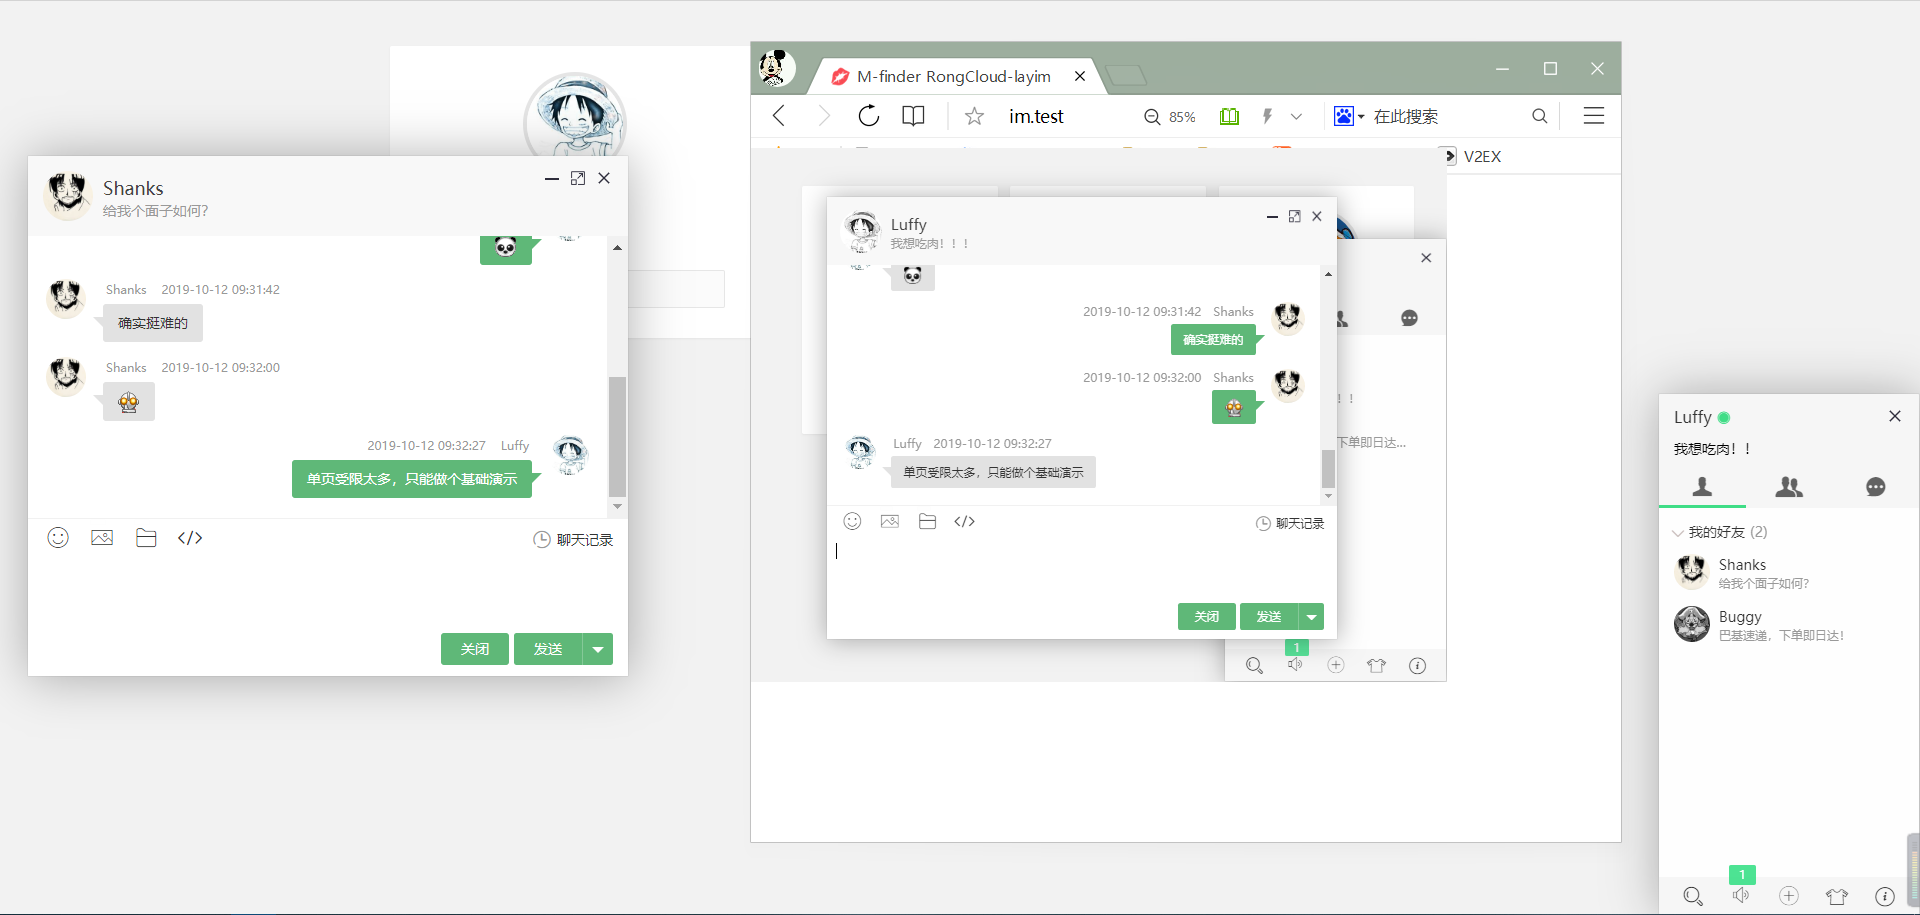 Shanks
给我个面子如何?
Shanks 2019-10-12 09:31:42
确实挺难的
Shanks 2019-10-12 09:32:00
2019-10-12 09:32:27 Luffy
单页受限太多，只能做个基础演示
</> 聊天记录
关闭 发送
M-finder RongCloud-layim
im.test 85% 在此搜索
V2EX
Luffy
我想吃肉！！！
2019-10-12 09:31:42 Shanks
确实挺难的
2019-10-12 09:32:00 Shanks
Luffy 2019-10-12 09:32:27
单页受限太多，只能做个基础演示
</> 聊天记录
关闭 发送
！！
下单即日达...
1
Luffy
我想吃肉！！
我的好友 (2)
Shanks
给我个面子如何?
Buggy
巴基速递，下单即日达！
1